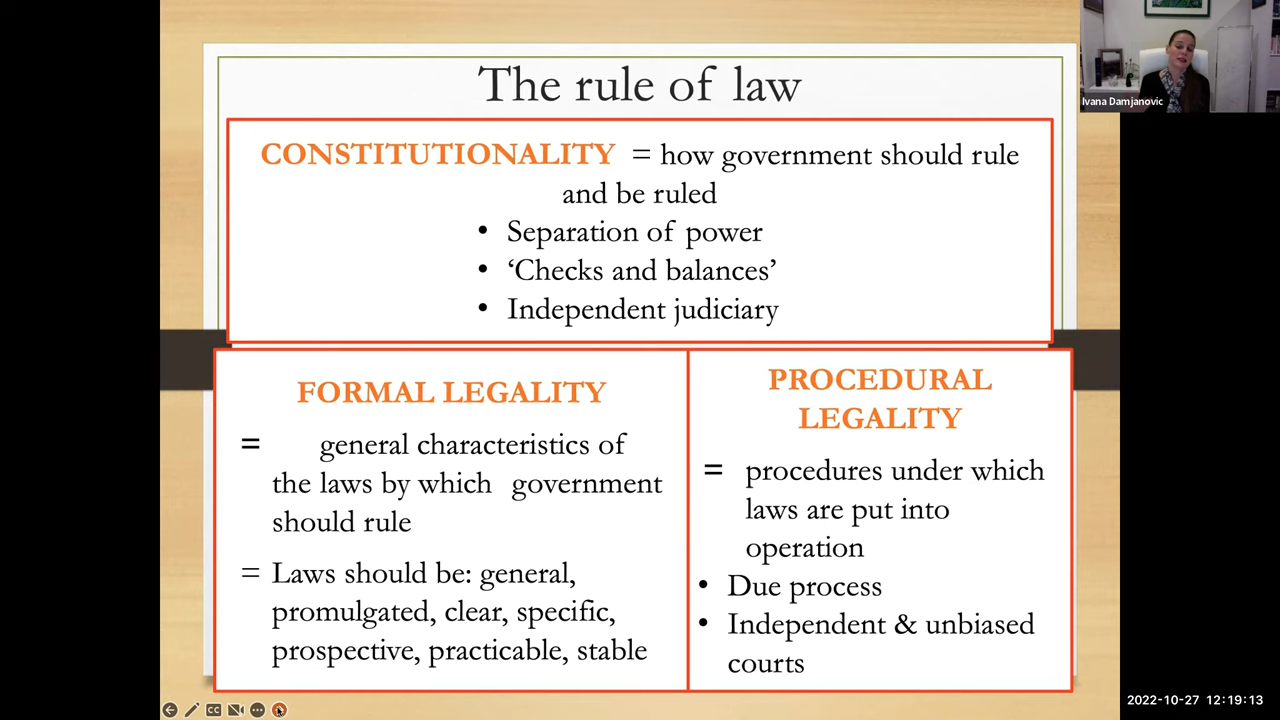 The rule of law
CONSTITUTIONALITY = how government should rule
and be ruled
• Separation of power
• ‘Checks and balances’
• Independent judiciary
FORMAL LEGALITY
= general characteristics of
the laws by which government
should rule
= Laws should be: general,
promulgated, clear, specific,
prospective, practicable, stable
PROCEDURAL
LEGALITY
= procedures under which
laws are put into
operation
• Due process
• Independent & unbiased
courts
Ivana Damjanovic
CC
2022-10-27 12:19:13